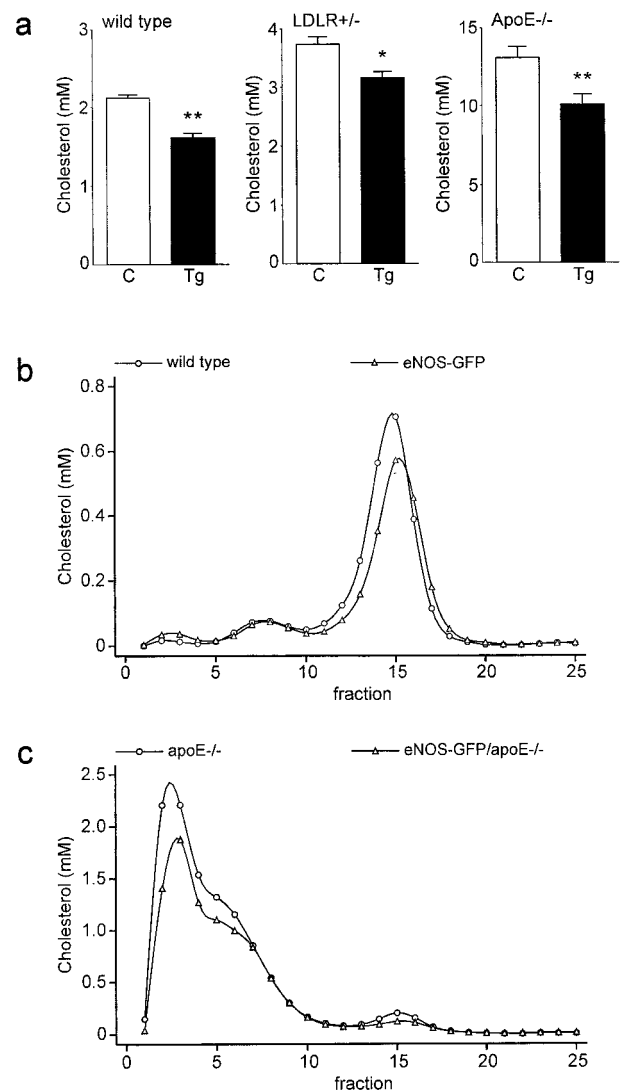 a
wild type
LDLR+/-
ApoE-/-
Cholesterol (mM)
3
2
1
0
**
C
Tg
Cholesterol (mM)
4
3
2
1
0
*
C
Tg
Cholesterol (mM)
15
10
5
0
**
C
Tg
b
wild type
eNOS-GFP
Cholesterol (mM)
0.8
0.6
0.4
0.2
0
0
5
10
15
20
25
fraction
c
apoE-/-
eNOS-GFP/apoE-/-
Cholesterol (mM)
2.5
2.0
1.5
1.0
0.5
0
0
5
10
15
20
25
fraction